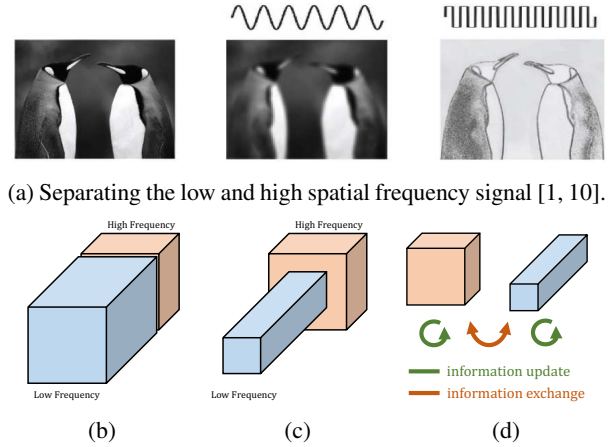 (a) Separating the low and high spatial frequency signal [1, 10].
High Frequency
High Frequency
Low Frequency
Low Frequency
information update
information exchange
(b)
(c)
(d)